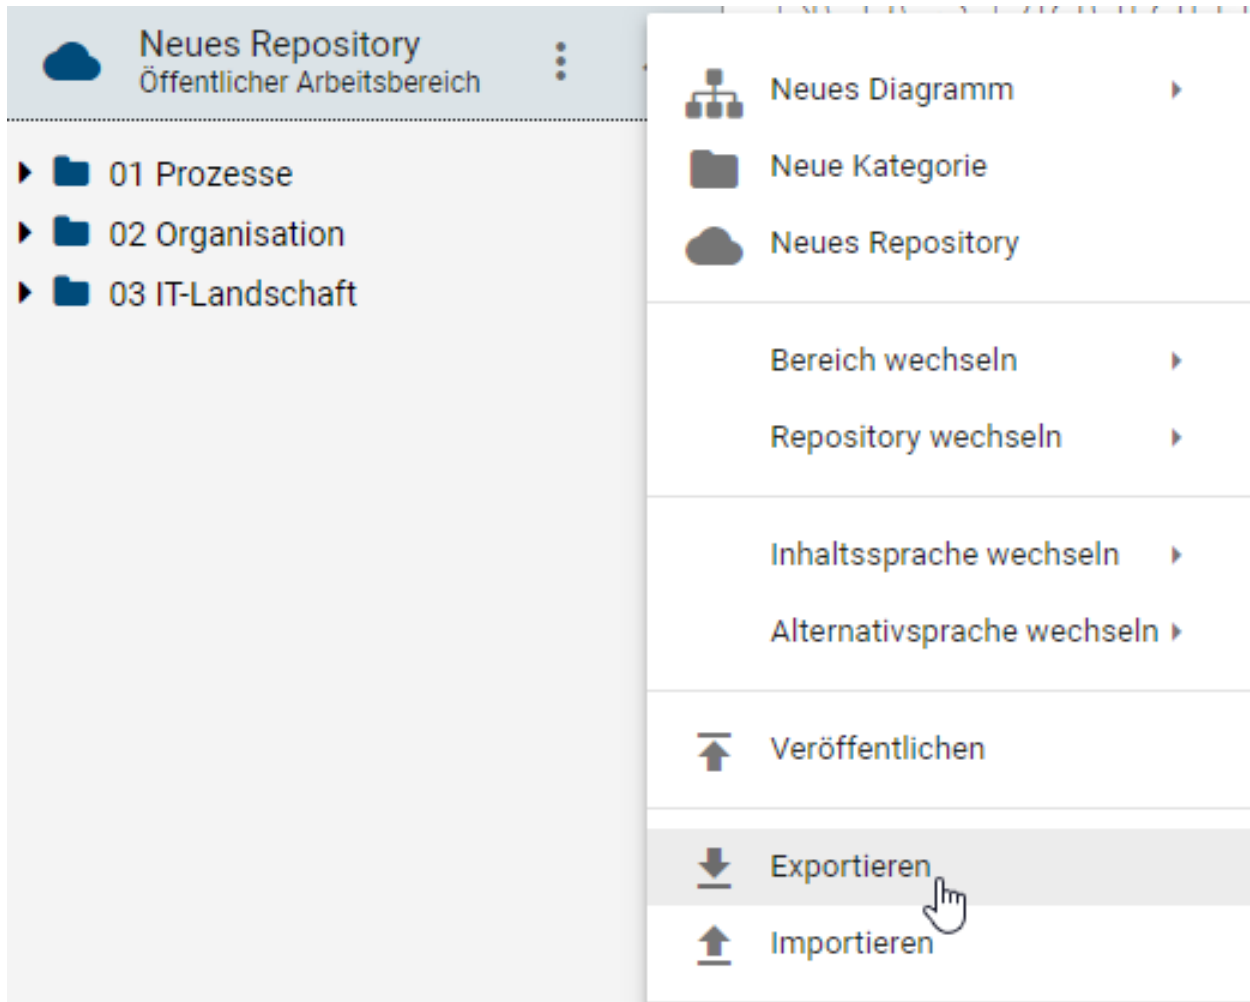 Neues Repository
Öffentlicher Arbeitsbereich
01 Prozesse
02 Organisation
03 IT-Landschaft
Neues Diagramm
Neue Kategorie
Neues Repository
Bereich wechseln
Repository wechseln
Inhaltssprache wechseln
Alternativsprache wechseln
Veröffentlichen
Exportieren
Importieren